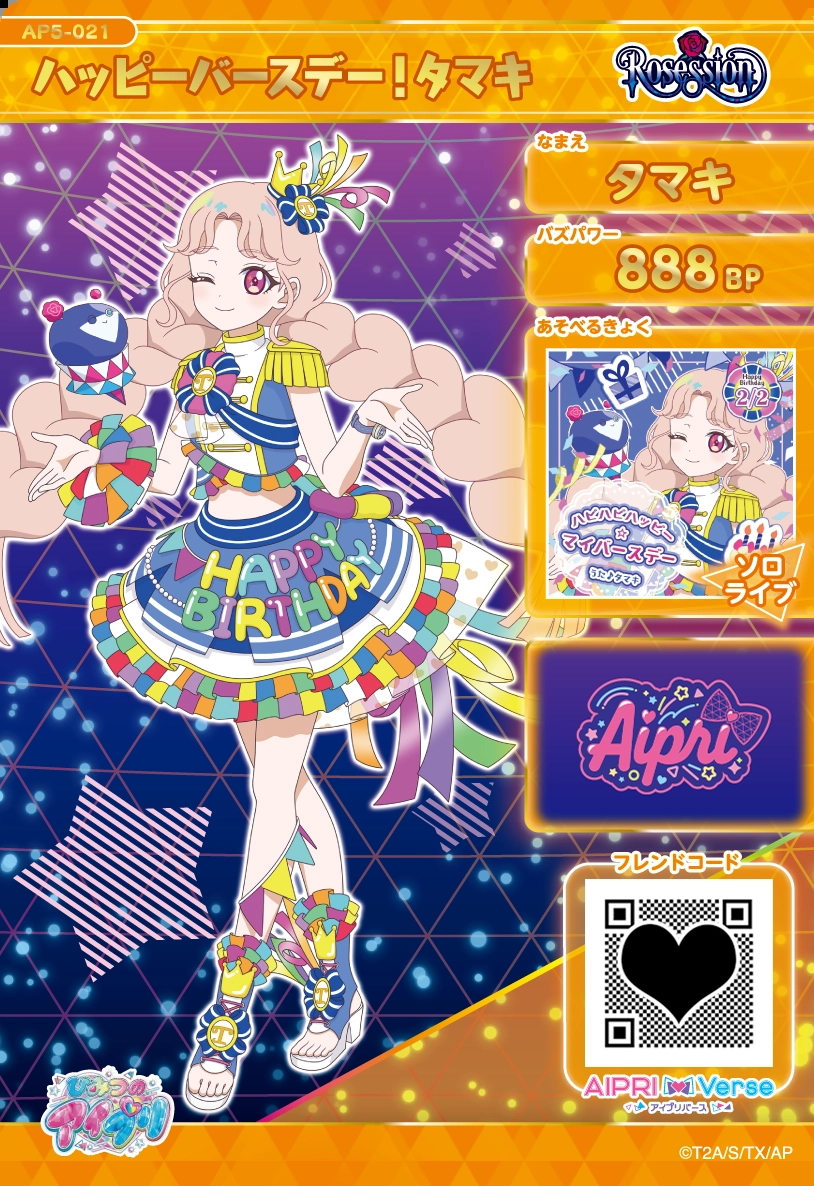 AP5-021
ハッピーバースデー！タマキ
Rosession
なまえ
タマキ
バズパワー
888 BP
あそべるきょく
Happy
Birthday
2/2
ハピハピハッピー
☆
マイバースデー
うた♪タマキ
ソロ
ライブ
T
T
HAPPY
BIRTHDAY
T
T
Aipri
フレンドコード
AIPRI Verse
アイプリバース
ひみつの
アイプリ
©T2A/S/TX/AP